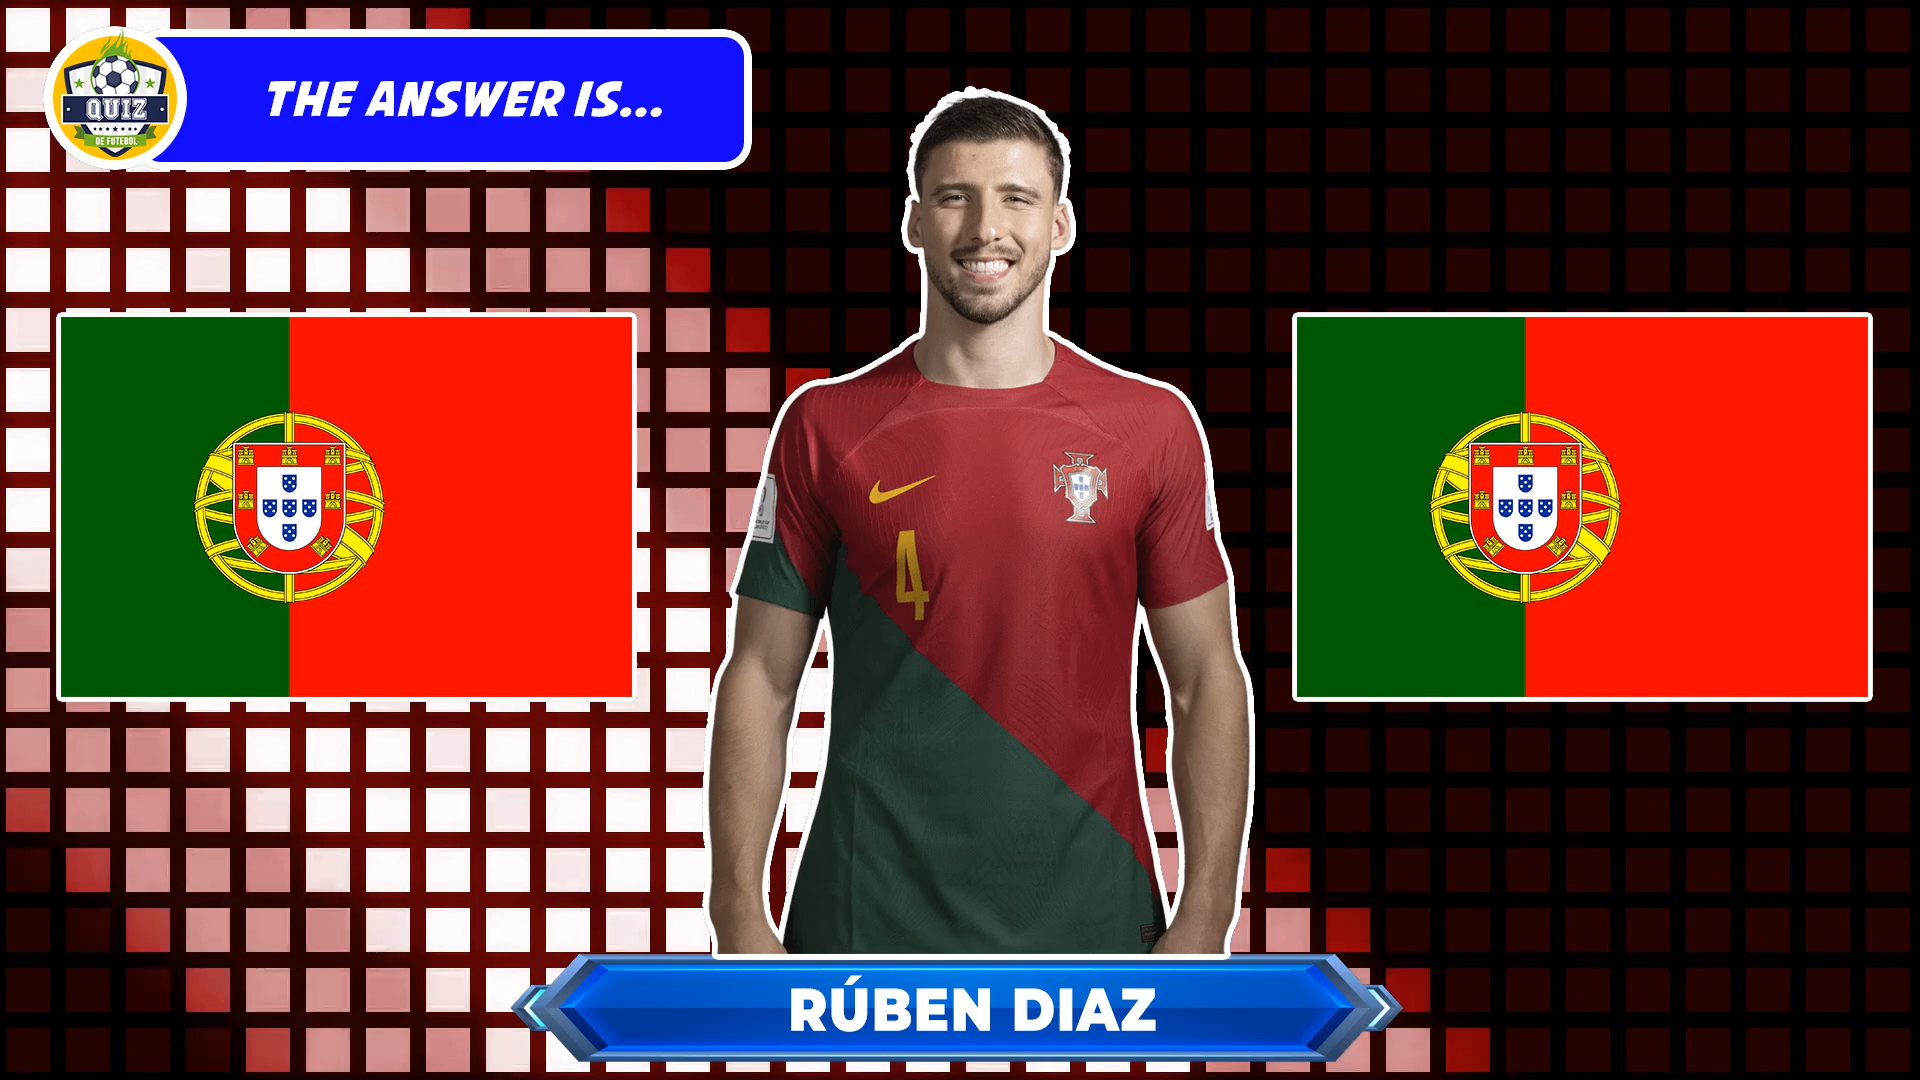 THE ANSWER IS...
QUIZ
DE FUTEBOL
4
RÚBEN DIAZ